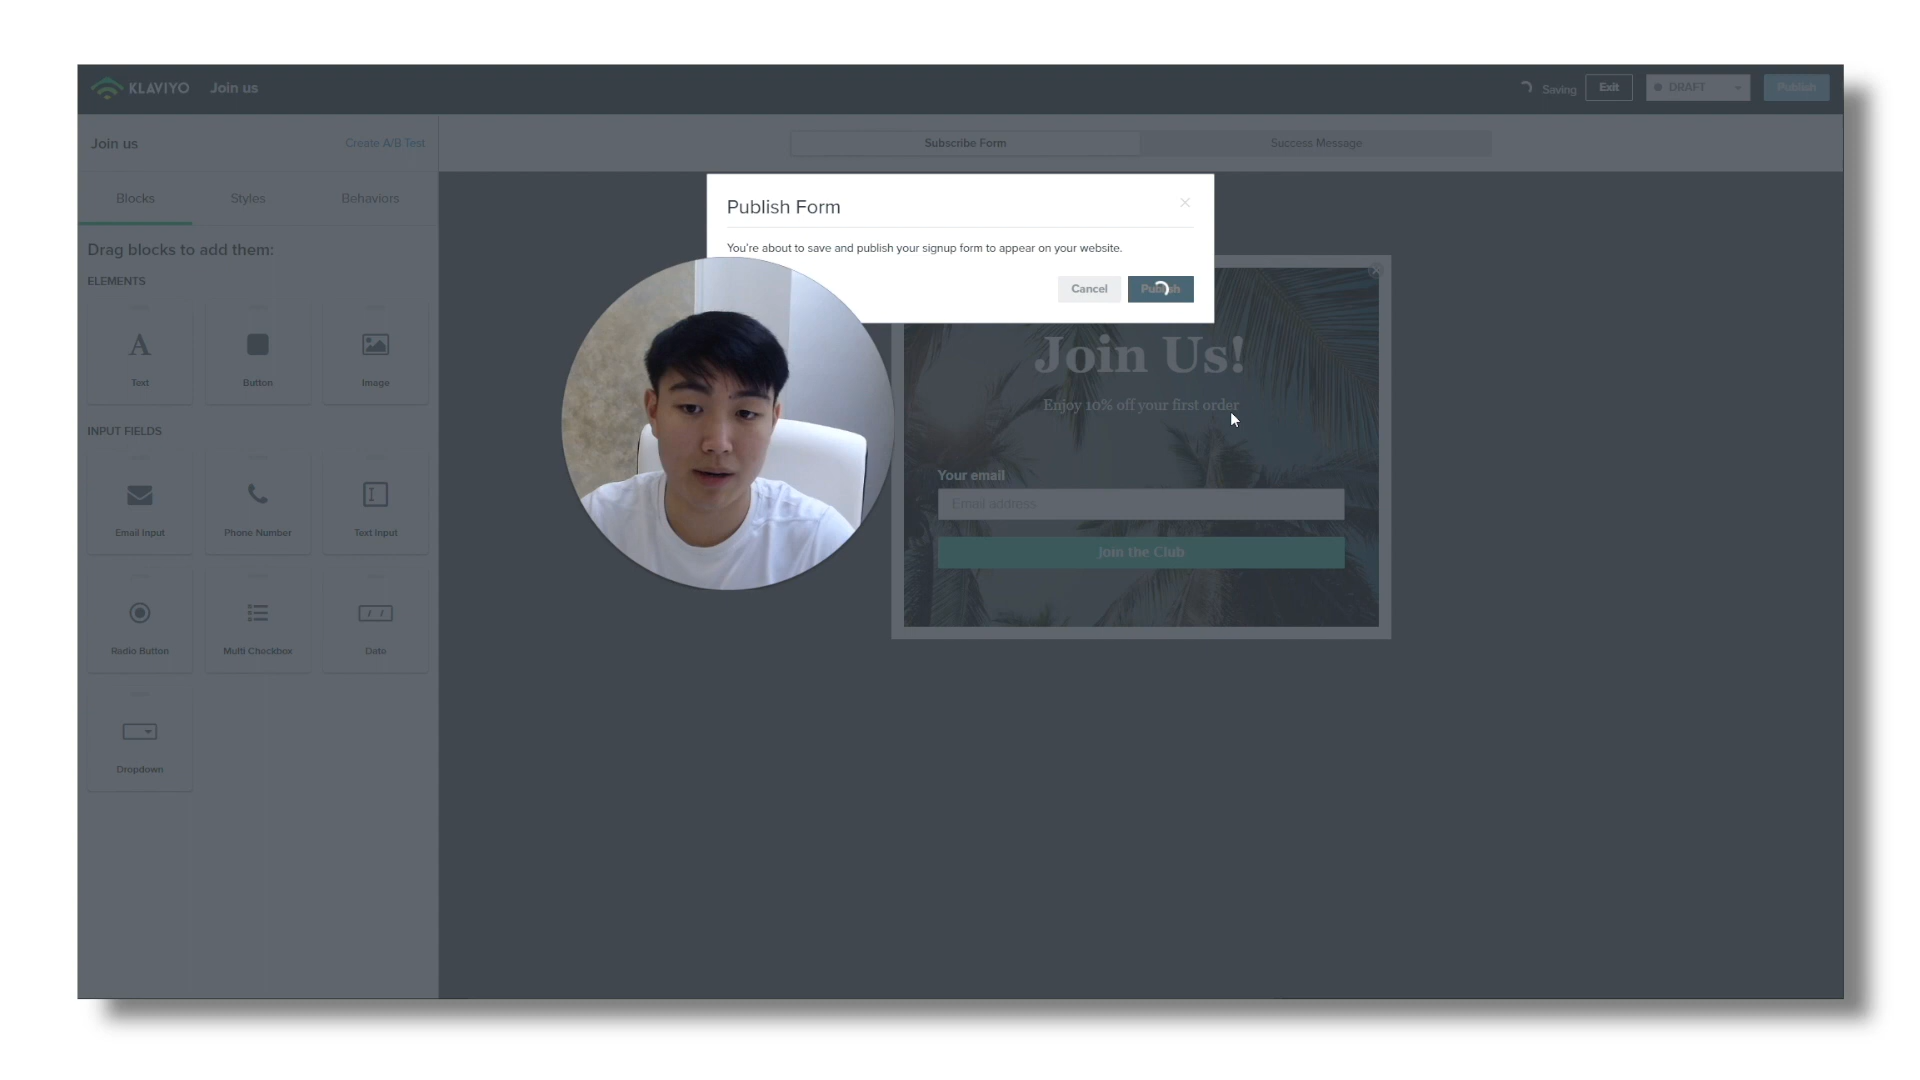 KLAVIYO Join us
Saving Exit DRAFT Publish
Join us Create A/B Test
Subscribe Form Success Message
Blocks Styles Behaviors
Publish Form
You're about to save and publish your signup form to appear on your website.
Cancel Publish
Drag blocks to add them:
ELEMENTS
Text Button Image
INPUT FIELDS
Email Input Phone Number Text Input
Radio Button Multi Checkbox Date
Dropdown
Join Us!
Enjoy 10% off your first order
Your email
Email address
Join the Club